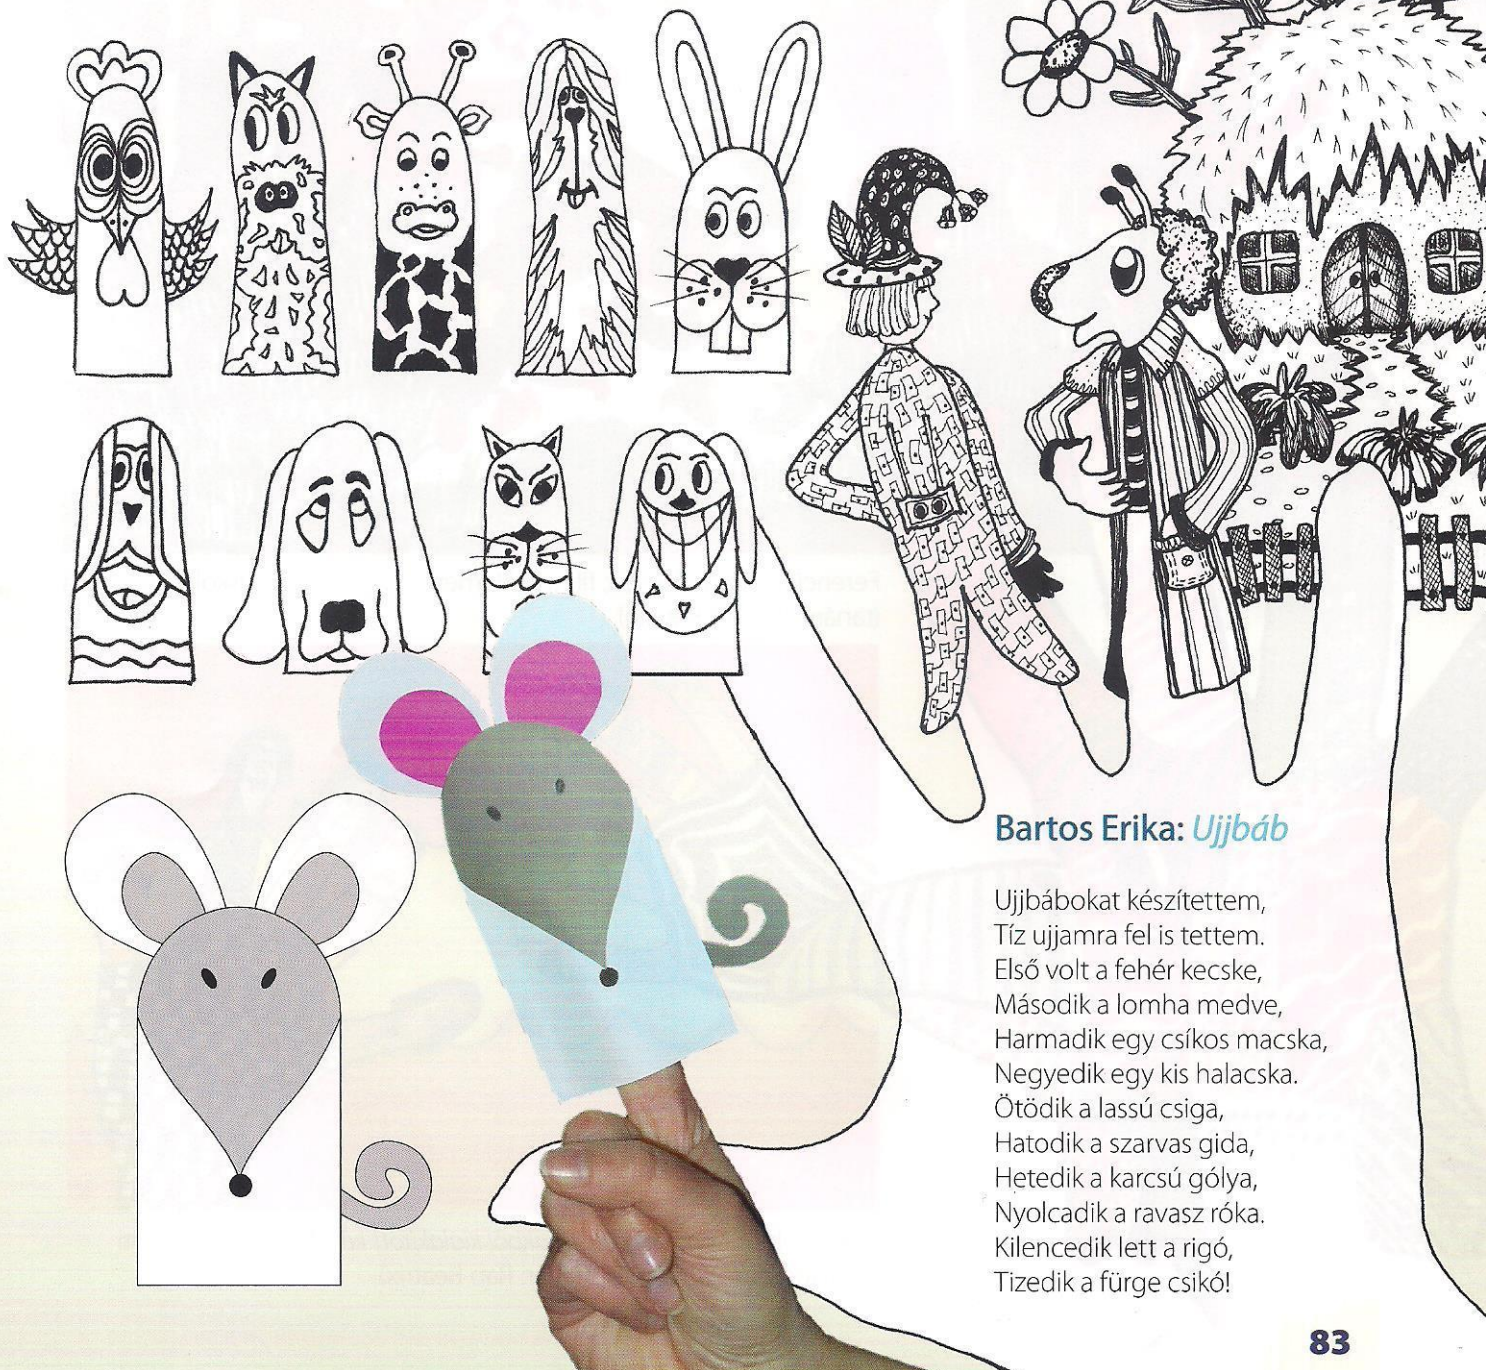 Bartos Erika: Ujjbáb
Ujjbábokat készítettem,
Tíz ujjamra fel is tettem.
Első volt a fehér kecske,
Második a lomha medve,
Harmadik egy csíkos macska,
Negyedik egy kis halacska.
Ötödik a lassú csiga,
Hatodik a szarvas gida,
Hetedik a karcsú gólya,
Nyolcadik a ravasz róka.
Kilencedik lett a rigó,
Tizedik a fürge csikó!
83